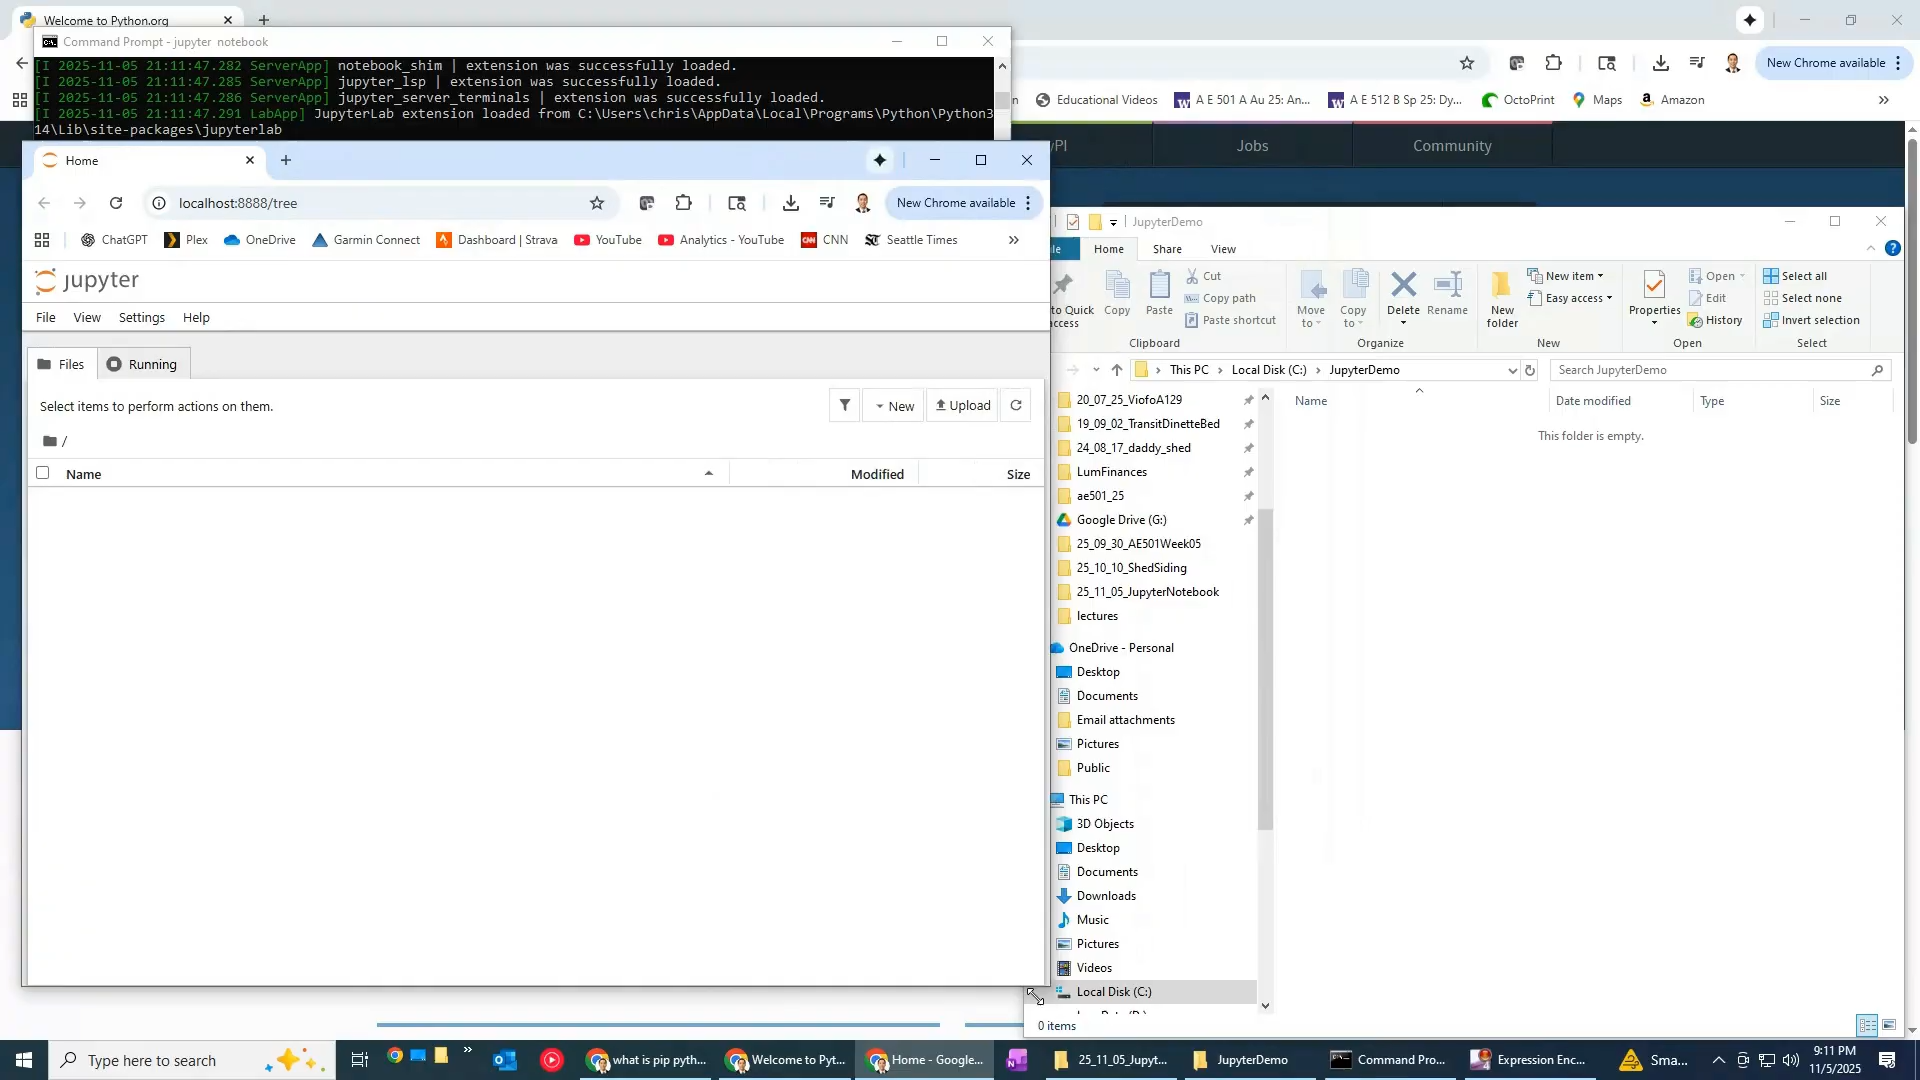 Welcome to Python.org
Command Prompt - jupyter notebook
[I 2025-11-05 21:11:47.282 ServerApp] notebook_shim | extension was successfully loaded.
[I 2025-11-05 21:11:47.285 ServerApp] jupyter_lsp | extension was successfully loaded.
[I 2025-11-05 21:11:47.286 ServerApp] jupyter_server_terminals | extension was successfully loaded.
[I 2025-11-05 21:11:47.291 LabApp] JupyterLab extension loaded from C:\Users\chris\AppData\Local\Programs\Python\Python3
14\Lib\site-packages\jupyterlab
New Chrome available
Educational Videos
A E 501 A Au 25: An...
A E 512 B Sp 25: Dy...
OctoPrint
Maps
Amazon
Jobs
Community
Home
localhost:8888/tree
New Chrome available
ChatGPT
Plex
OneDrive
Garmin Connect
Dashboard | Strava
YouTube
Analytics - YouTube
CNN
Seattle Times
jupyter
File View Settings Help
Files
Running
Select items to perform actions on them.
New
Upload
/
Name
Modified
Size
JupyterDemo
Home Share View
to Quick
access
Copy
Paste
Cut
Copy path
Paste shortcut
Clipboard
Move
to
Copy
to
Delete
Rename
Organize
New
folder
New item
Easy access
New
Properties
Open
Edit
History
Open
Select all
Select none
Invert selection
Select
This PC > Local Disk (C:) > JupyterDemo
Search JupyterDemo
Name
Date modified
Type
Size
This folder is empty.
20_07_25_ViofoA129
19_09_02_TransitDinetteBed
24_08_17_daddy_shed
LumFinances
ae501_25
Google Drive (G:)
25_09_30_AE501Week05
25_10_10_ShedSiding
25_11_05_JupyterNotebook
lectures
OneDrive - Personal
Desktop
Documents
Email attachments
Pictures
Public
This PC
3D Objects
Desktop
Documents
Downloads
Music
Pictures
Videos
Local Disk (C:)
0 items
Type here to search
what is pip pyth...
Welcome to Pyt...
Home - Google...
25_11_05_Jupyt...
JupyterDemo
Command Pro...
Expression Enc...
Sma...
9:11 PM
11/5/2025